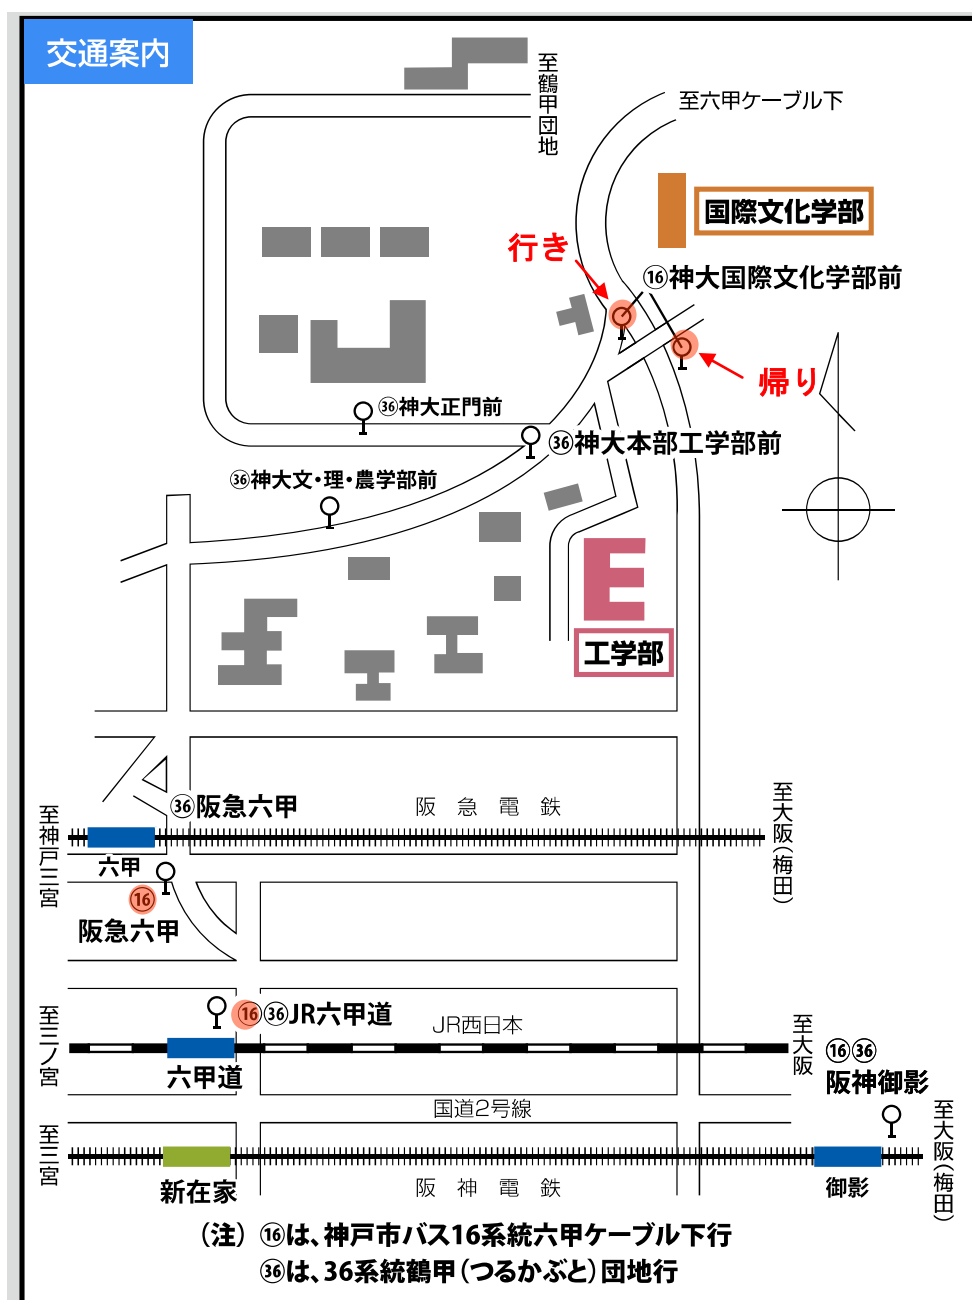 交通案内
至鶴甲団地
至六甲ケーブル下
国際文化学部
行き
⑯神大国際文化学部前
帰り
㊱神大正門前
㊱神大本部工学部前
㊱神大文・理・農学部前
工学部
㊱阪急六甲
阪急電鉄
至神戸三宮
至大阪(梅田)
六甲
⑯
阪急六甲
⑯㊱JR六甲道
JR西日本
至三ノ宮
至大阪
六甲道
⑯㊱
阪神御影
国道2号線
至三宮
至大阪(梅田)
新在家
阪神電鉄
御影
(注) ⑯は、神戸市バス16系統六甲ケーブル下行
㊱は、36系統鶴甲(つるかぶと)団地行